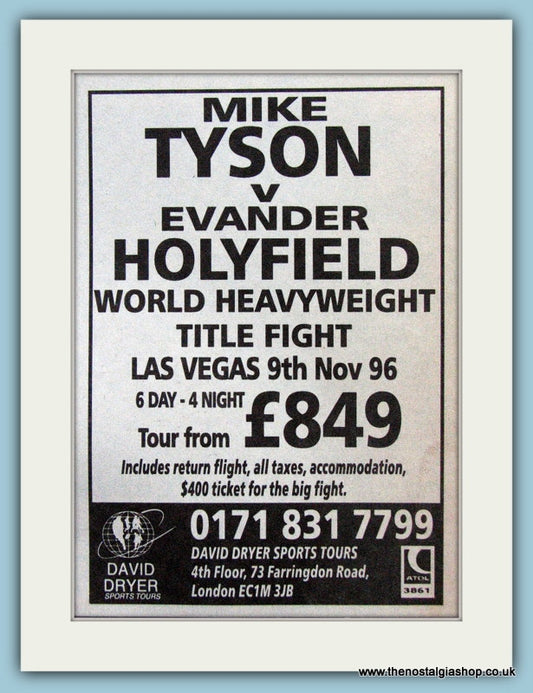 MIKE
TYSON
v
EVANDER
HOLYFIELD
WORLD HEAVYWEIGHT
TITLE FIGHT
LAS VEGAS 9th Nov 96
6 DAY - 4 NIGHT
Tour from £849
Includes return flight, all taxes, accommodation,
$400 ticket for the big fight.
0171 831 7799
DAVID DRYER SPORTS TOURS
4th Floor, 73 Farringdon Road,
London EC1M 3JB
DAVID
DRYER
SPORTS TOURS
ATOL
3861
www.thenostalgiashop.co.uk